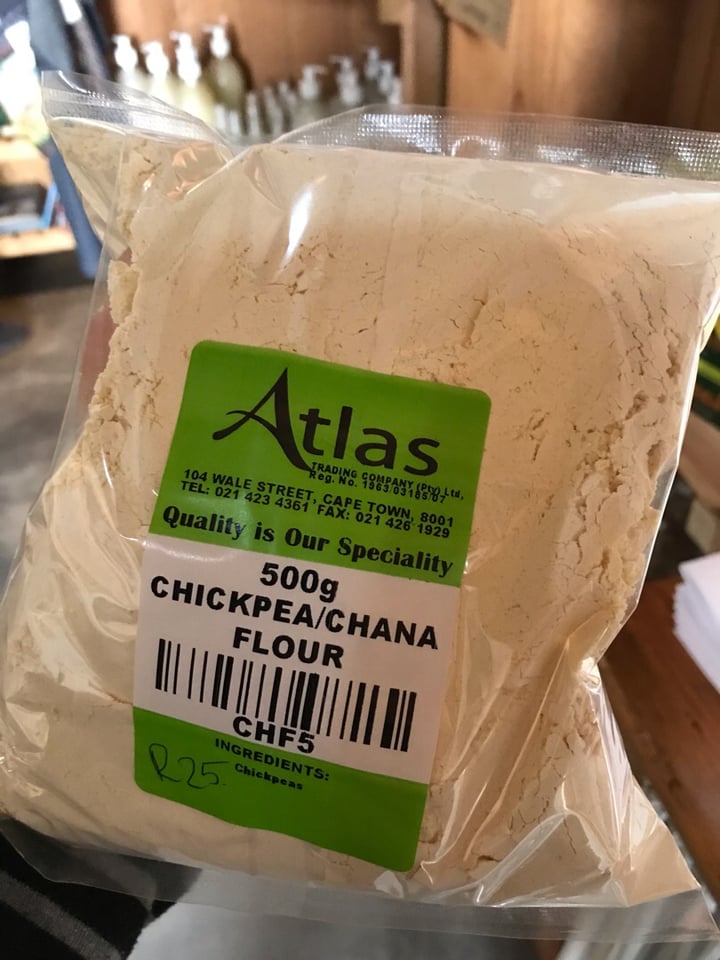 Atlas
TRADING COMPANY (Pty) Ltd,
Reg. No. 1963/03185/07
104 WALE STREET, CAPE TOWN, 8001
TEL: 021 423 4361 FAX: 021 426 1929
Quality is Our Speciality
500g
CHICKPEA/CHANA
FLOUR
CHF5
INGREDIENTS:
Chickpeas
R25.